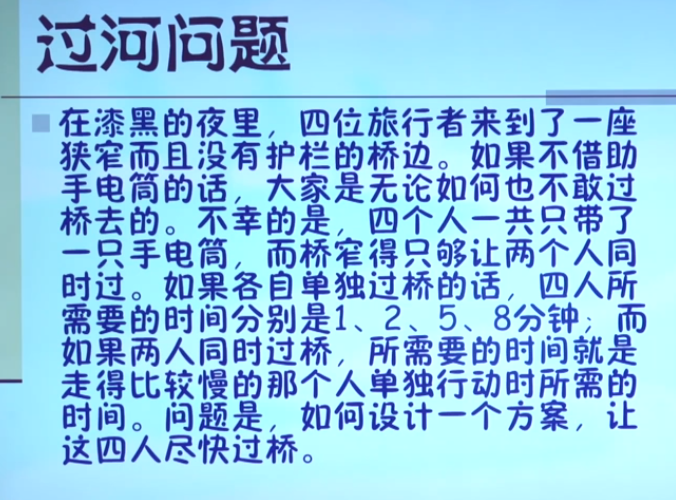 过河问题
在漆黑的夜里，四位旅行者来到了一座
狭窄而且没有护栏的桥边。如果不借助
手电筒的话，大家是无论如何也不敢过
桥去的。不幸的是，四个人一共只带了
一只手电筒，而桥窄得只够让两个人同
时过。如果各自单独过桥的话，四人所
需要的时间分别是1、2、5、8分钟；而
如果两人同时过桥，所需要的时间就是
走得比较慢的那个人单独行动时所需的
时间。问题是，如何设计一个方案，让
这四人尽快过桥。